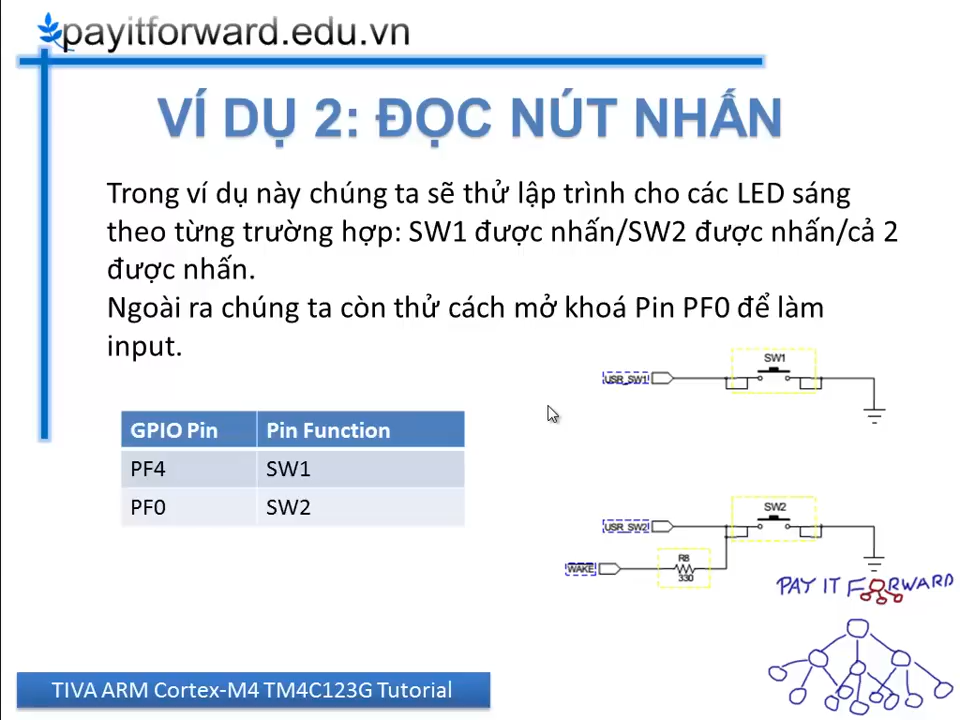 payitforward.edu.vn
VÍ DỤ 2: ĐỌC NÚT NHẤN
Trong ví dụ này chúng ta sẽ thử lập trình cho các LED sáng
theo từng trường hợp: SW1 được nhấn/SW2 được nhấn/cả 2
được nhấn.
Ngoài ra chúng ta còn thử cách mở khoá Pin PF0 để làm
input.
SW1
USR_SW1
GPIO Pin Pin Function
PF4 SW1
PF0 SW2
SW2
USR_SW2
WAKE
R8
330
PAY IT FORWARD
TIVA ARM Cortex-M4 TM4C123G Tutorial